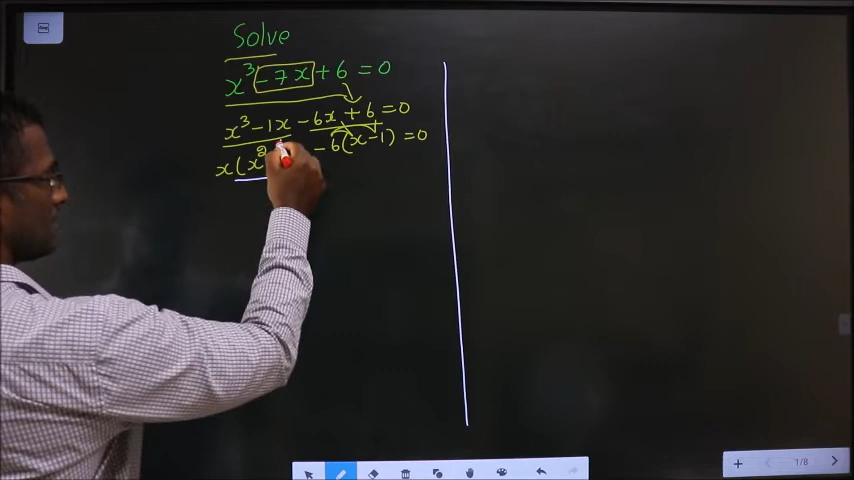 Solve
x³ - 7x + 6 = 0
x³ - 1x - 6x + 6 = 0
x(x² - 6(x - 1) = 0
1/8